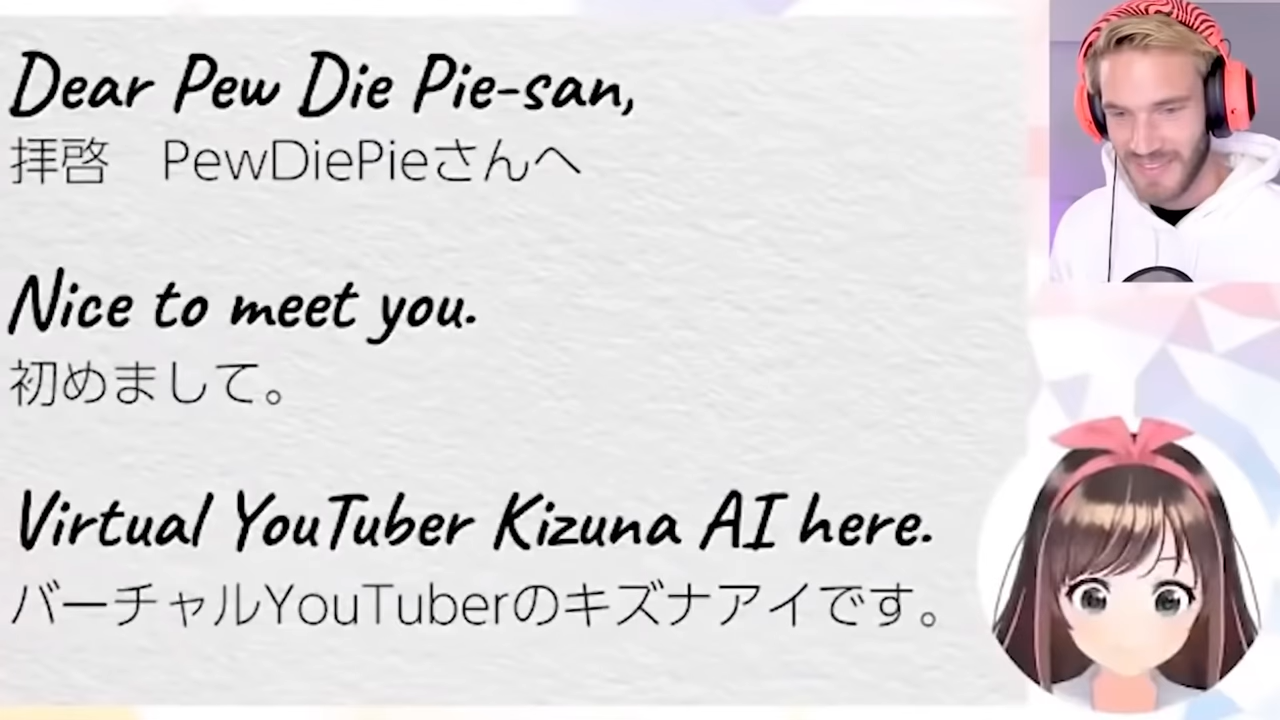 Dear Pew Die Pie-san,
拝啓　PewDiePieさんへ
Nice to meet you.
初めまして。
Virtual YouTuber Kizuna AI here.
バーチャルYouTuberのキズナアイです。